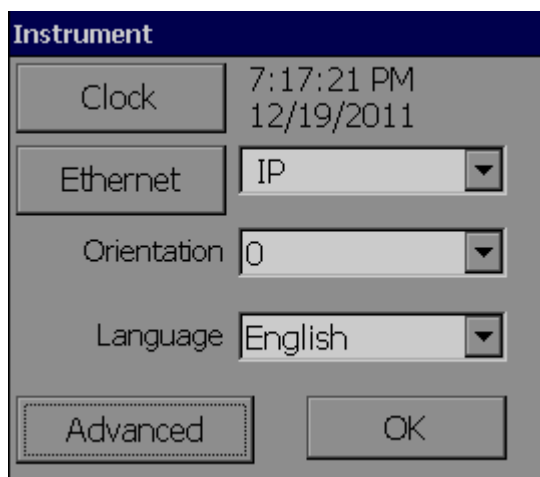 Instrument
Clock
7:17:21 PM
12/19/2011
Ethernet
IP
Orientation
0
Language
English
Advanced
OK